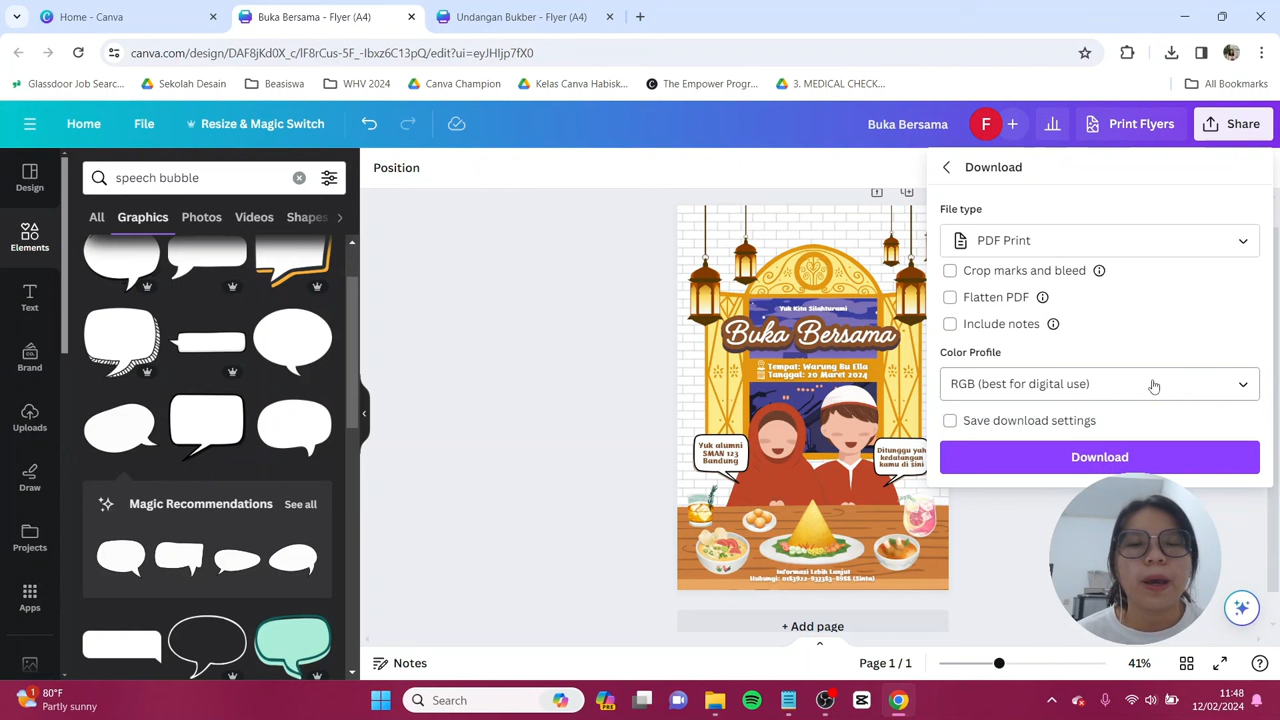 Home - Canva
Buka Bersama - Flyer (A4)
Undangan Bukber - Flyer (A4)
canva.com/design/DAF8jKd0X_c/lF8rCus-5F_-Ibxz6C13pQ/edit?ui=eyJHIjp7fX0
Glassdoor Job Searc...
Sekolah Desain
Beasiswa
WHV 2024
Canva Champion
Kelas Canva Habisk...
The Empower Progr...
3. MEDICAL CHECK...
All Bookmarks
Home
File
Resize & Magic Switch
Buka Bersama
F
Print Flyers
Share
Design
Elements
Text
Brand
Uploads
Draw
Projects
Apps
speech bubble
All
Graphics
Photos
Videos
Shapes
Magic Recommendations
See all
Position
Yuk Kita Silahturami
Buka Bersama
Tempat: Warung Bu Ella
Tanggal: 20 Maret 2024
Yuk alumni
SMAN 123
Bandung
Ditunggu yah
kedatangan
kamu di sini
Informasi Lebih Lanjut
+ Add page
Download
File type
PDF Print
Crop marks and bleed
Flatten PDF
Include notes
Color Profile
RGB (best for digital use)
Save download settings
Download
Notes
Page 1 / 1
41%
1
80°F
Partly sunny
Search
PRE
11:48
12/02/2024